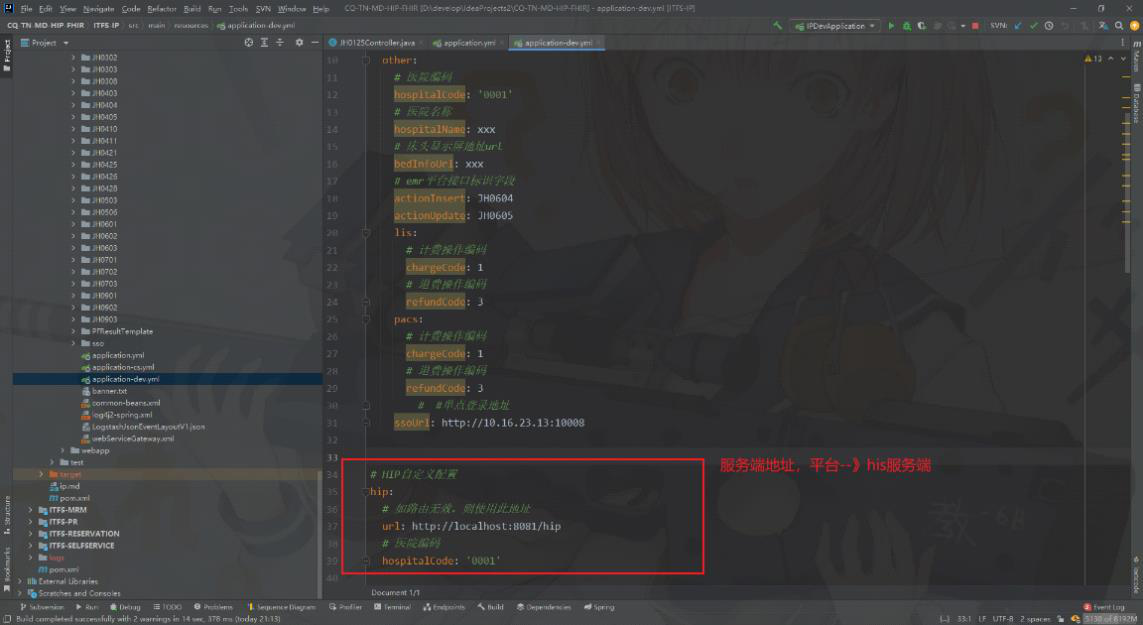 File Edit View Navigate Code Refactor Build Run Tools SVN Window Help CQ-TN-MD-HIP-FHIR [D:\develop\IdeaProjects2\CQ-TN-MD-HIP-FHIR] - application-dev.yml [ITFS-IP]
CQ-TN-MD-HIP-FHIR ITFS-IP src main resources application-dev.yml IPDevApplication SVN:
Project JH0125Controller.java application.yml application-dev.yml
JH0302
JH0303
JH0308
JH0403
JH0404
JH0405
JH0410
JH0411
JH0421
JH0425
JH0426
JH0428
JH0503
JH0506
JH0601
JH0602
JH0603
JH0701
JH0702
JH0703
JH0901
JH0902
JH0903
PFResultTemplate
sso
application.yml
application-cs.yml
application-dev.yml
banner.txt
common-beans.xml
log4j2-spring.xml
LogstashJsonEventLayoutV1.json
webServiceGateway.xml
webapp
test
target
ip.md
pom.xml
ITFS-MRM
ITFS-PR
ITFS-RESERVATION
ITFS-SELFSERVICE
logs
pom.xml
External Libraries
Scratches and Consoles
Project
Structure
Bookmarks
10 other:
11 # 医院编码
12 hospitalCode: '0001'
13 # 医院名称
14 hospitalName: xxx
15 # 床头显示屏地址url
16 bedInfoUrl: xxx
17 # emr平台接口标识字段
18 actionInsert: JH0604
19 actionUpdate: JH0605
20 lis:
21 # 计费操作编码
22 chargeCode: 1
23 # 退费操作编码
24 refundCode: 3
25 pacs:
26 # 计费操作编码
27 chargeCode: 1
28 # 退费操作编码
29 refundCode: 3
30 # #单点登录地址
31 ssoUrl: http://10.16.23.13:10008
32
33
34 # HIP自定义配置
35 hip:
36 # 如路由无效，则使用此地址
37 url: http://localhost:8081/hip
38 # 医院编码
39 hospitalCode: '0001'
40
服务端地址，平台--》his服务端
13
Maven
Database
Document 1/1
Subversion Run Debug TODO Problems Sequence Diagram Profiler Terminal Endpoints Build Dependencies Spring Event Log
Build completed successfully with 2 warnings in 14 sec, 378 ms (today 21:13) 33:1 LF UTF-8 2 spaces 5130 of 8192M